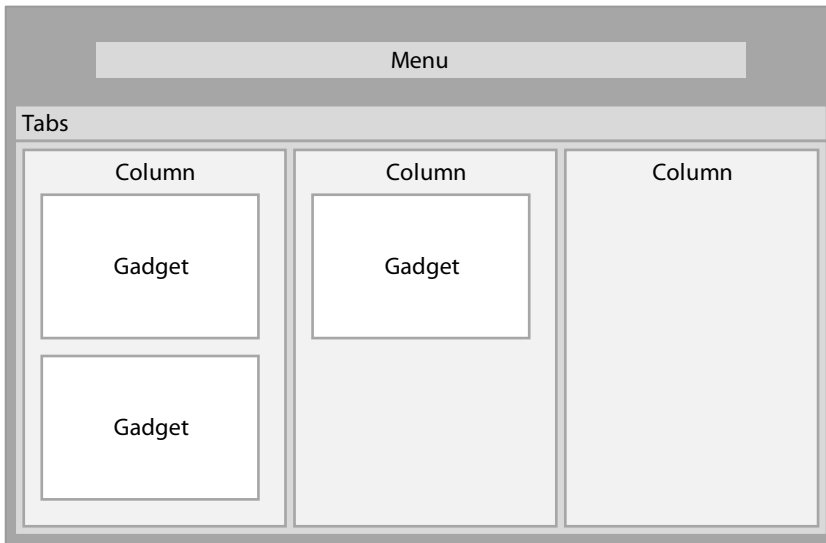 Menu
Tabs
Column
Column
Column
Gadget
Gadget
Gadget